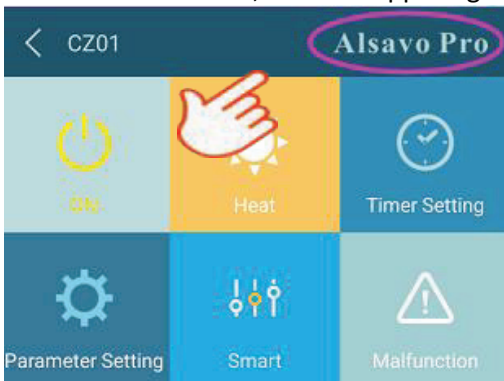 CZ01 Alsavo Pro
ON
Heat
Timer Setting
Parameter Setting
Smart
Malfunction